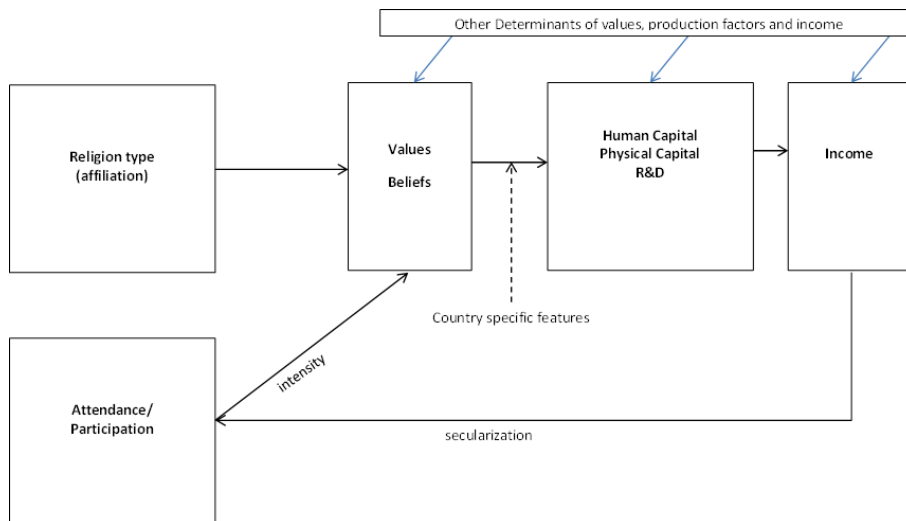 Other Determinants of values, production factors and income
Religion type
(affiliation)
Values
Beliefs
Human Capital
Physical Capital
R&D
Income
Country specific features
intensity
Attendance/
Participation
secularization